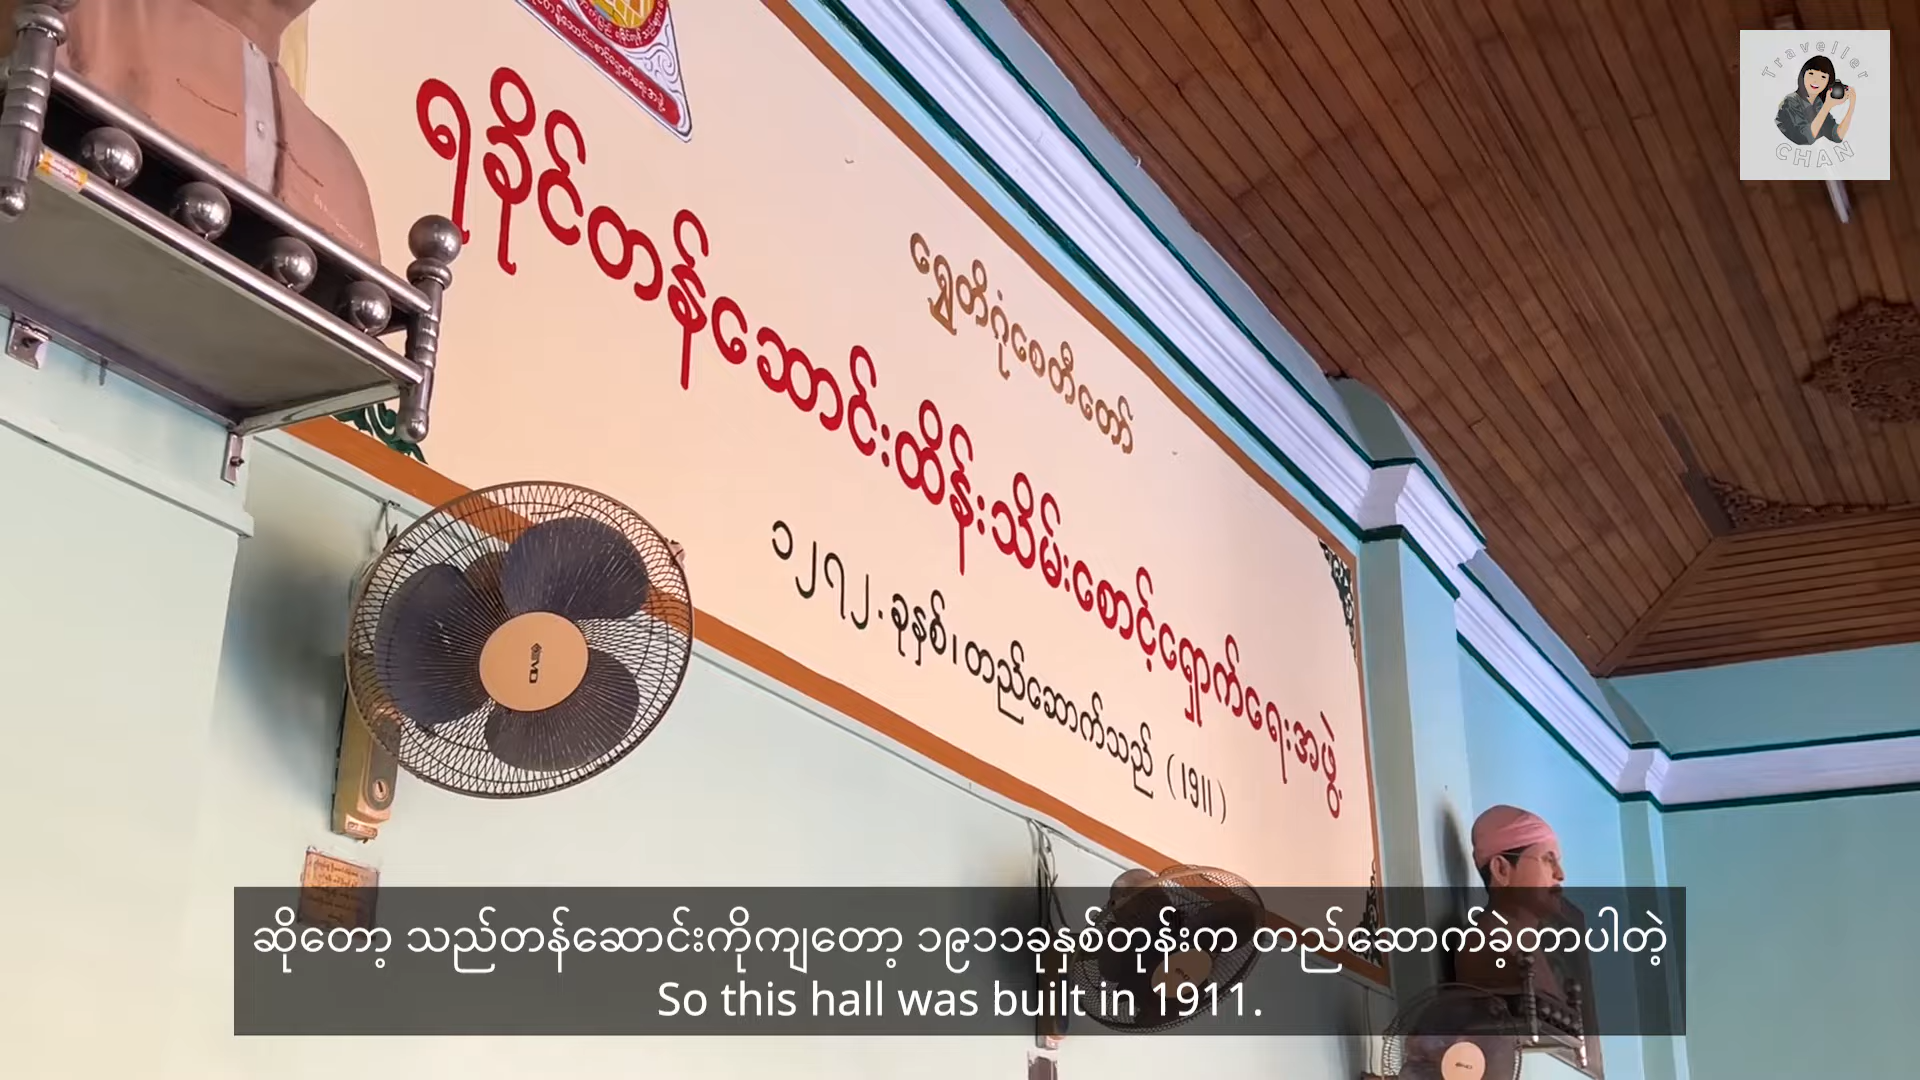 Traveller
CHAN
ရွှေတိဂုံစေတီတော်
ရခိုင်တန်ဆောင်းထိန်းသိမ်းစောင့်ရှောက်ရေးအဖွဲ့
၁၂၇၂.ခုနှစ်၊တည်ဆောက်သည် (1911)
ဆိုတော့ သည်တန်ဆောင်းကိုကျတော့ ၁၉၁၁ခုနှစ်တုန်းက တည်ဆောက်ခဲ့တာပါတဲ့
So this hall was built in 1911.